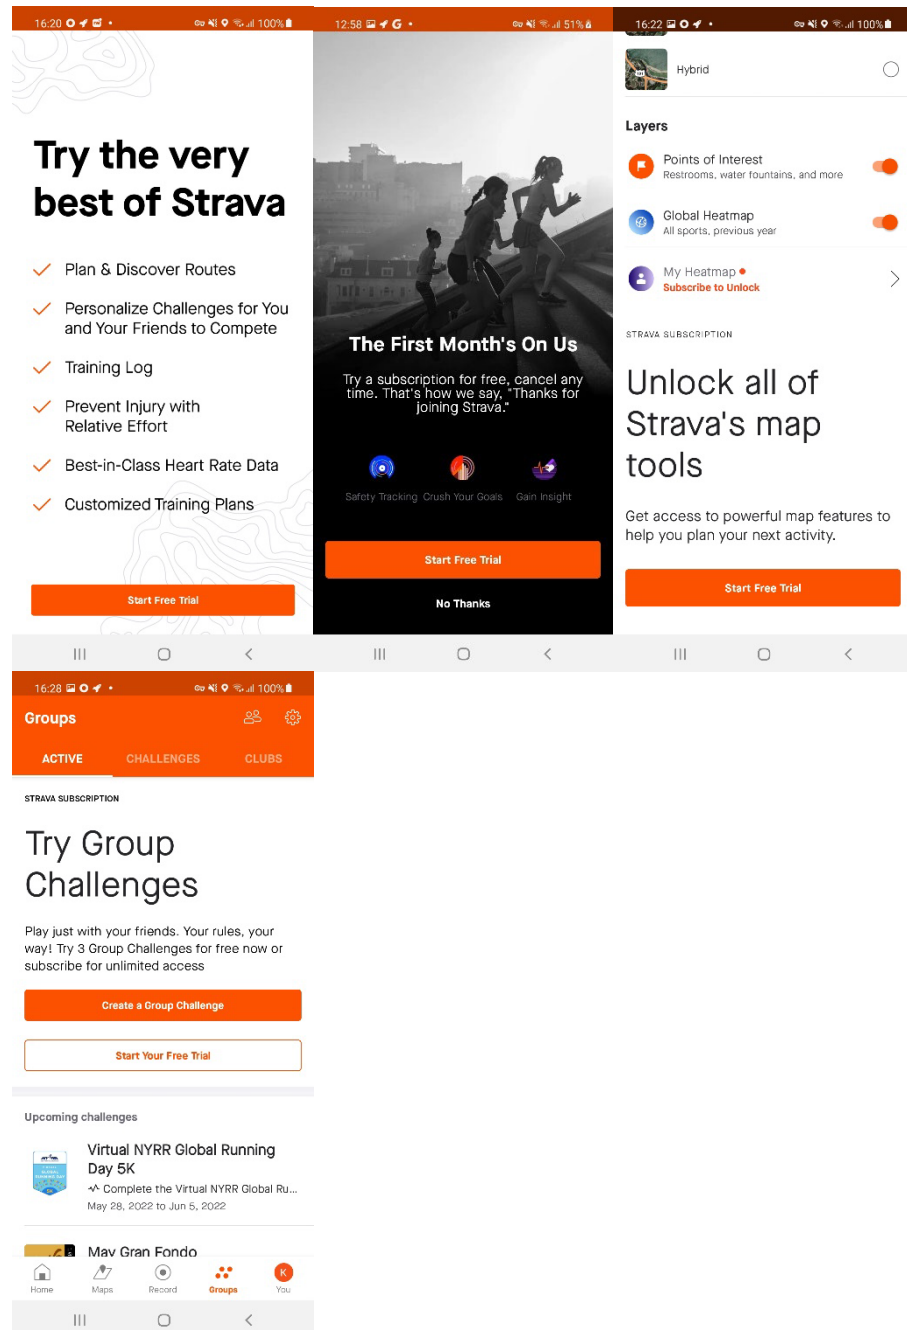 16:20
100%
Try the very
best of Strava
Plan & Discover Routes
Personalize Challenges for You
and Your Friends to Compete
Training Log
Prevent Injury with
Relative Effort
Best-in-Class Heart Rate Data
Customized Training Plans
Start Free Trial
12:58
G
51%
The First Month's On Us
Try a subscription for free, cancel any
time. That's how we say, "Thanks for
joining Strava."
Safety Tracking
Crush Your Goals
Gain Insight
Start Free Trial
No Thanks
16:22
100%
Hybrid
Layers
Points of Interest
Restrooms, water fountains, and more
Global Heatmap
All sports, previous year
My Heatmap
Subscribe to Unlock
STRAVA SUBSCRIPTION
Unlock all of
Strava's map
tools
Get access to powerful map features to
help you plan your next activity.
Start Free Trial
16:28
100%
Groups
ACTIVE
CHALLENGES
CLUBS
STRAVA SUBSCRIPTION
Try Group
Challenges
Play just with your friends. Your rules, your
way! Try 3 Group Challenges for free now or
subscribe for unlimited access
Create a Group Challenge
Start Your Free Trial
Upcoming challenges
Virtual NYRR Global Running
Day 5K
Complete the Virtual NYRR Global Ru...
May 28, 2022 to Jun 5, 2022
May Gran Fondo
Home
Maps
Record
Groups
K
You